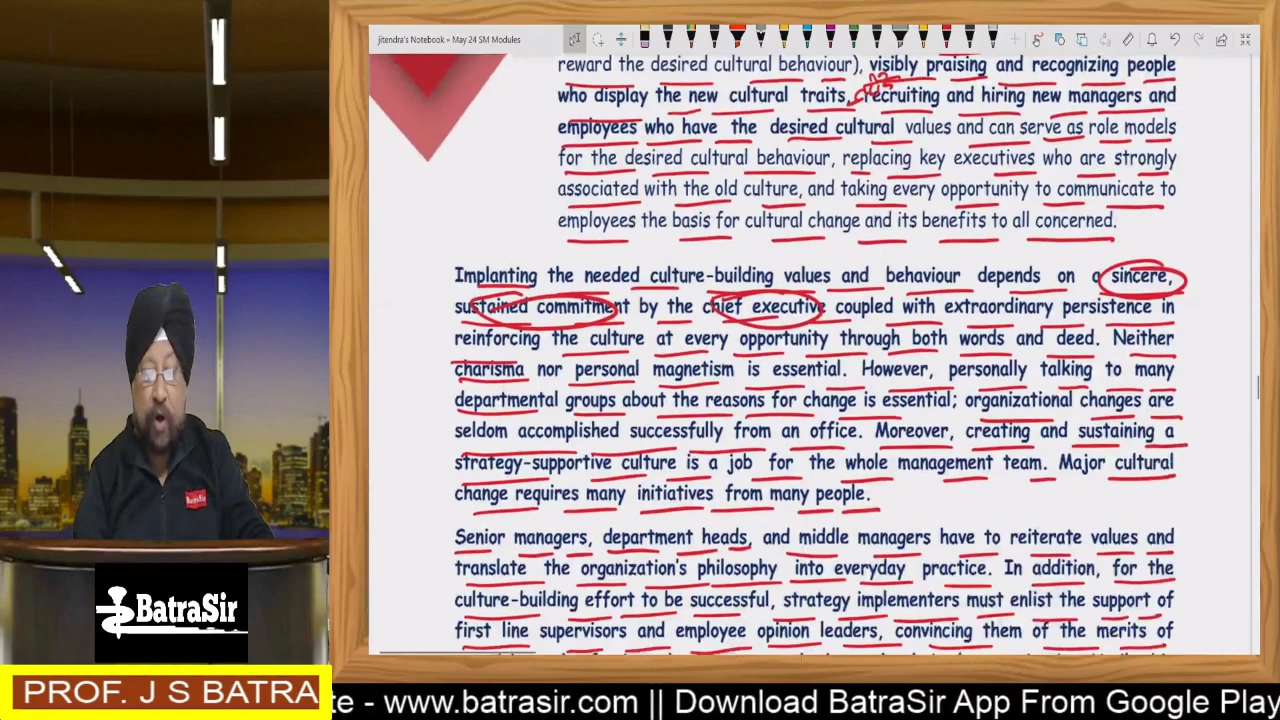 jitendra's Notebook » May 24 SM Modules
reward the desired cultural behaviour), visibly praising and recognizing people
who display the new cultural traits, recruiting and hiring new managers and
employees who have the desired cultural values and can serve as role models
for the desired cultural behaviour, replacing key executives who are strongly
associated with the old culture, and taking every opportunity to communicate to
employees the basis for cultural change and its benefits to all concerned.
Implanting the needed culture-building values and behaviour depends on a sincere,
sustained commitment by the chief executive coupled with extraordinary persistence in
reinforcing the culture at every opportunity through both words and deed. Neither
charisma nor personal magnetism is essential. However, personally talking to many
departmental groups about the reasons for change is essential; organizational changes are
seldom accomplished successfully from an office. Moreover, creating and sustaining a
strategy-supportive culture is a job for the whole management team. Major cultural
change requires many initiatives from many people.
Senior managers, department heads, and middle managers have to reiterate values and
translate the organization's philosophy into everyday practice. In addition, for the
culture-building effort to be successful, strategy implementers must enlist the support of
first line supervisors and employee opinion leaders, convincing them of the merits of
BatraSir
BatraSir
PROF. J S BATRA
te - www.batrasir.com || Download BatraSir App From Google Play